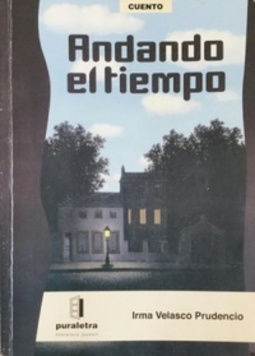 CUENTO
Andando
el tiempo
Irma Velasco Prudencio
puraletra